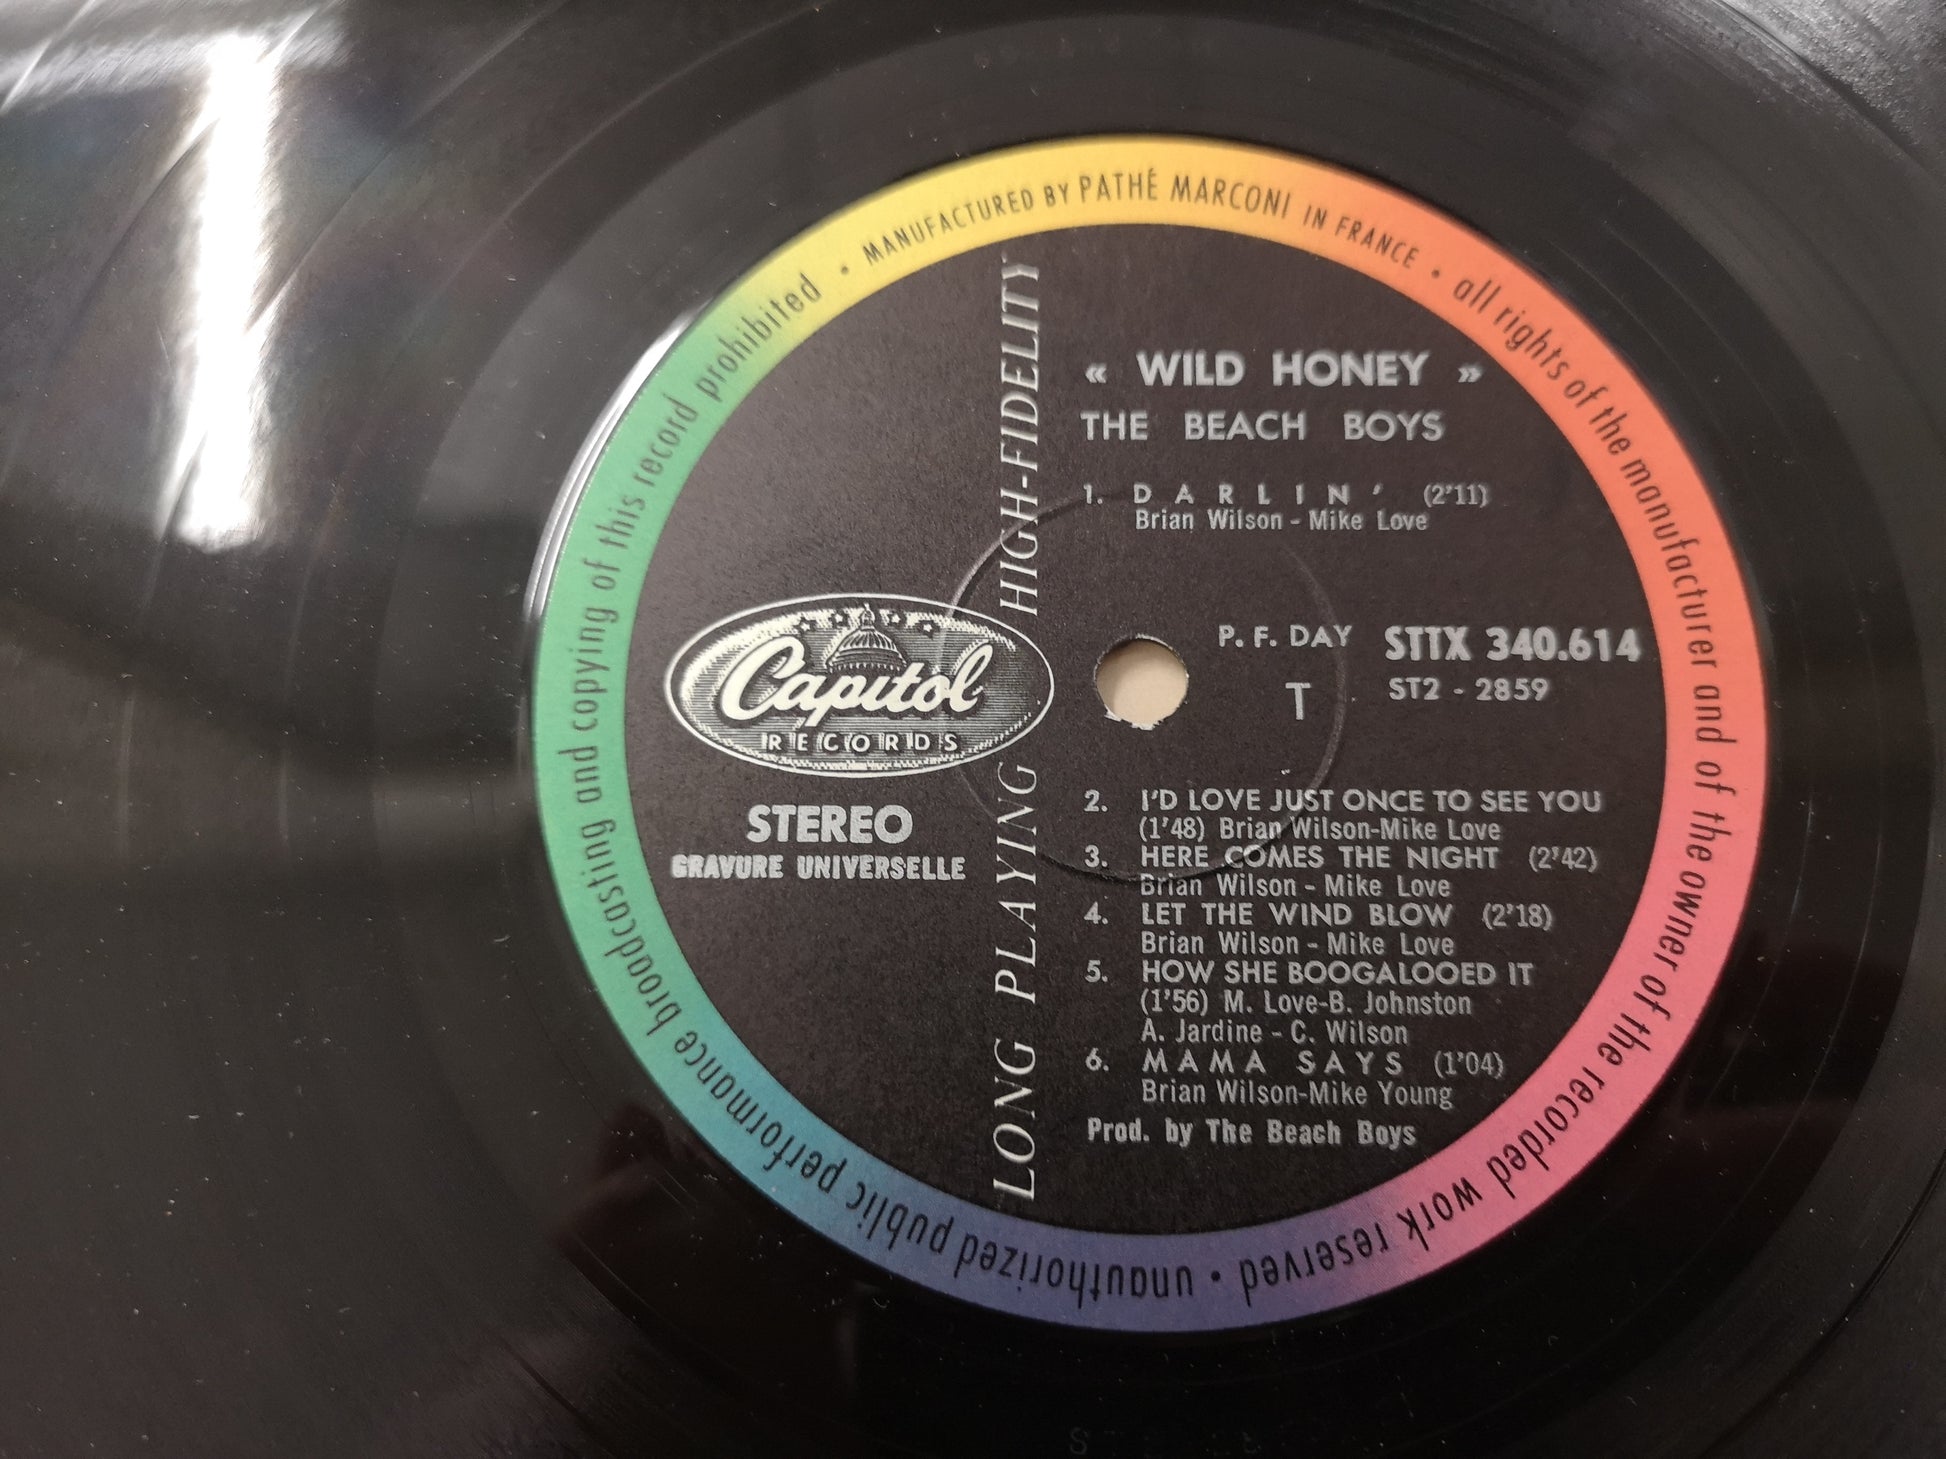 MANUFACTURED BY PATHÉ MARCONI IN FRANCE • all rights of the manufacturer and of the owner of the recorded work reserved • unauthorized public performance broadcasting and copying of this record prohibited •
« WILD HONEY »
THE BEACH BOYS
1. DARLIN' (2'11)
Brian Wilson - Mike Love
P. F. DAY STTX 340.614
T ST2 - 2859
Capitol
RECORDS
STEREO
GRAVURE UNIVERSELLE
LONG PLAYING HIGH-FIDELITY
2. I'D LOVE JUST ONCE TO SEE YOU
(1'48) Brian Wilson-Mike Love
3. HERE COMES THE NIGHT (2'42)
Brian Wilson - Mike Love
4. LET THE WIND BLOW (2'18)
Brian Wilson - Mike Love
5. HOW SHE BOOGALOOED IT
(1'56) M. Love-B. Johnston
A. Jardine - C. Wilson
6. MAMA SAYS (1'04)
Brian Wilson-Mike Young
Prod. by The Beach Boys